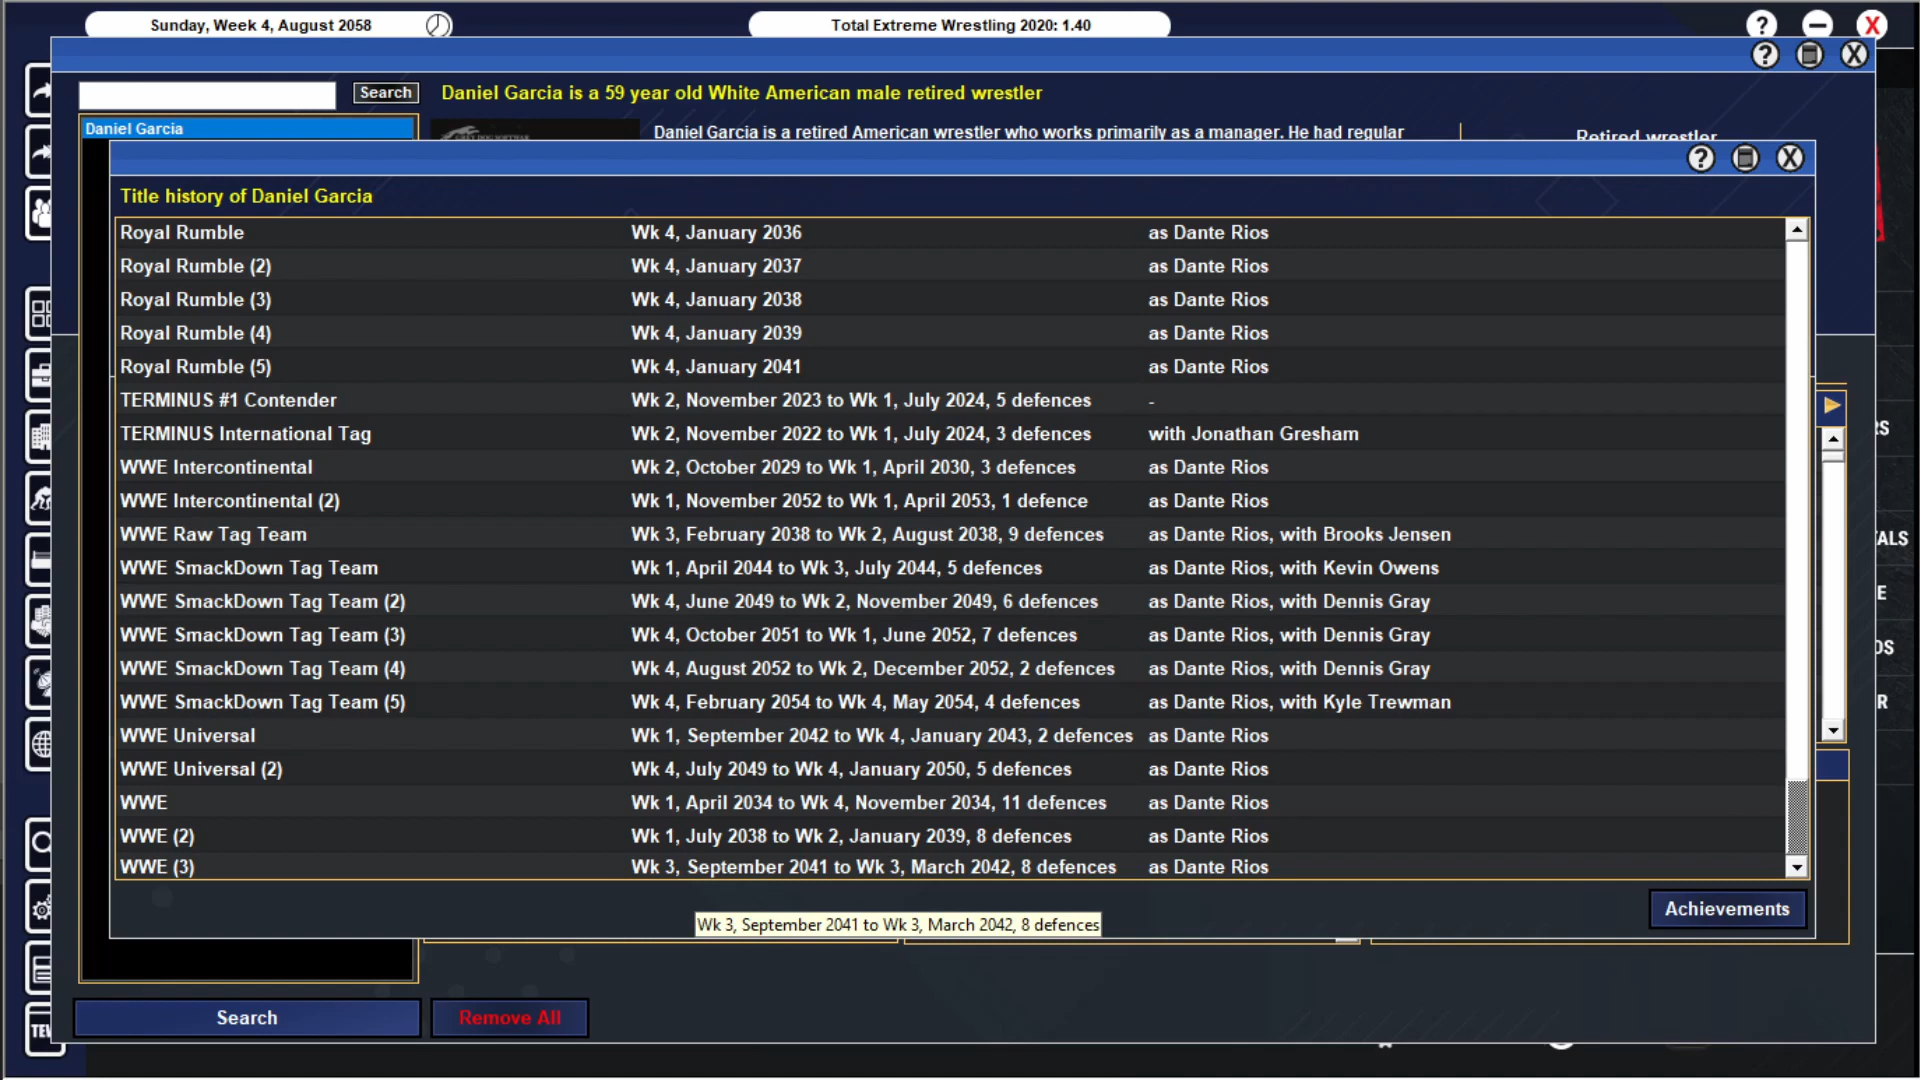 Sunday, Week 4, August 2058
Total Extreme Wrestling 2020: 1.40
? X
? X
Search
Daniel Garcia is a 59 year old White American male retired wrestler
Daniel Garcia
Daniel Garcia is a retired American wrestler who works primarily as a manager. He had regular
Retired wrestler
? X
Title history of Daniel Garcia
Royal Rumble Wk 4, January 2036 as Dante Rios
Royal Rumble (2) Wk 4, January 2037 as Dante Rios
Royal Rumble (3) Wk 4, January 2038 as Dante Rios
Royal Rumble (4) Wk 4, January 2039 as Dante Rios
Royal Rumble (5) Wk 4, January 2041 as Dante Rios
TERMINUS #1 Contender Wk 2, November 2023 to Wk 1, July 2024, 5 defences -
TERMINUS International Tag Wk 2, November 2022 to Wk 1, July 2024, 3 defences with Jonathan Gresham
WWE Intercontinental Wk 2, October 2029 to Wk 1, April 2030, 3 defences as Dante Rios
WWE Intercontinental (2) Wk 1, November 2052 to Wk 1, April 2053, 1 defence as Dante Rios
WWE Raw Tag Team Wk 3, February 2038 to Wk 2, August 2038, 9 defences as Dante Rios, with Brooks Jensen
WWE SmackDown Tag Team Wk 1, April 2044 to Wk 3, July 2044, 5 defences as Dante Rios, with Kevin Owens
WWE SmackDown Tag Team (2) Wk 4, June 2049 to Wk 2, November 2049, 6 defences as Dante Rios, with Dennis Gray
WWE SmackDown Tag Team (3) Wk 4, October 2051 to Wk 1, June 2052, 7 defences as Dante Rios, with Dennis Gray
WWE SmackDown Tag Team (4) Wk 4, August 2052 to Wk 2, December 2052, 2 defences as Dante Rios, with Dennis Gray
WWE SmackDown Tag Team (5) Wk 4, February 2054 to Wk 4, May 2054, 4 defences as Dante Rios, with Kyle Trewman
WWE Universal Wk 1, September 2042 to Wk 4, January 2043, 2 defences as Dante Rios
WWE Universal (2) Wk 4, July 2049 to Wk 4, January 2050, 5 defences as Dante Rios
WWE Wk 1, April 2034 to Wk 4, November 2034, 11 defences as Dante Rios
WWE (2) Wk 1, July 2038 to Wk 2, January 2039, 8 defences as Dante Rios
WWE (3) Wk 3, September 2041 to Wk 3, March 2042, 8 defences as Dante Rios
Achievements
Wk 3, September 2041 to Wk 3, March 2042, 8 defences
Search
Remove All